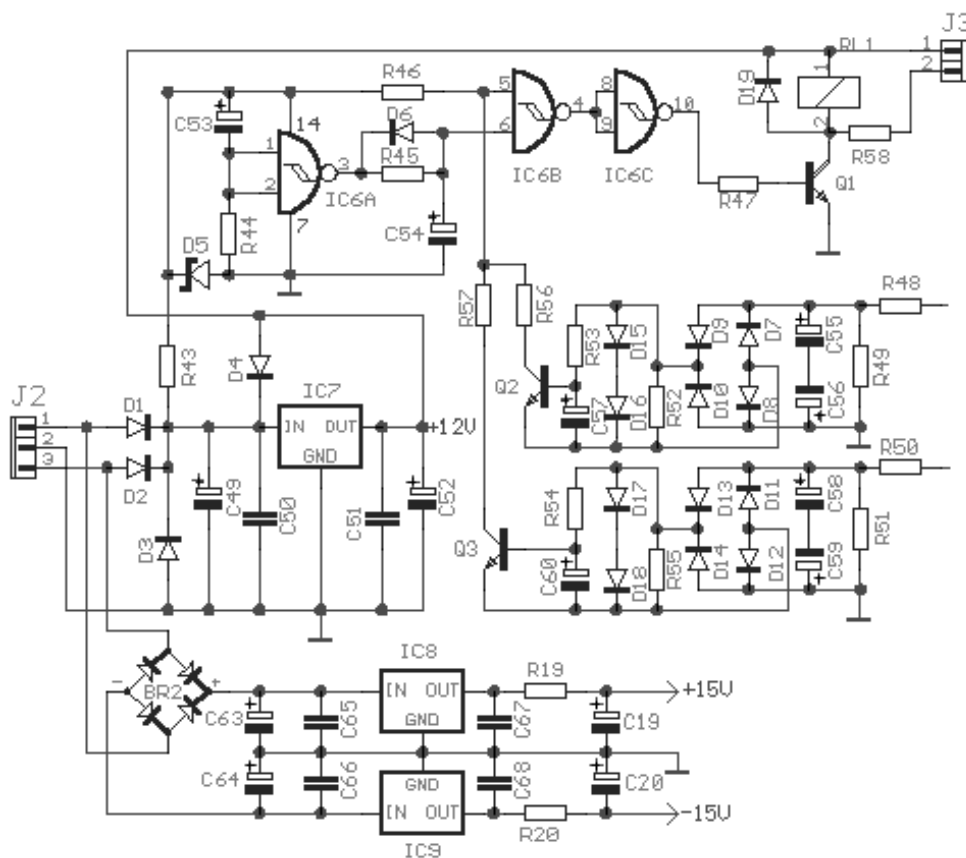 J3
RL1
1
R46
D19
1
2
C53
14
D6
5
4
8
10
6
9
2
R58
1
3
R45
2
IC6A
IC6B
IC6C
R47
Q1
7
R44
C54
D5
R48
R57
R56
R53
D15
D9
D7
C55
R49
R43
D4
J2
IC7
Q2
C57
D16
R52
D10
D8
C56
1
D1
IN
OUT
+12V
2
GND
R50
3
D2
C49
C50
C51
C52
R54
D17
D13
D11
C58
R51
D3
Q3
C60
D18
R55
D14
D12
C59
IC8
R19
-
BR2
+
IN
OUT
+15V
C63
C65
GND
C67
C19
C64
C66
GND
C68
C20
IN
OUT
-15V
IC9
R20